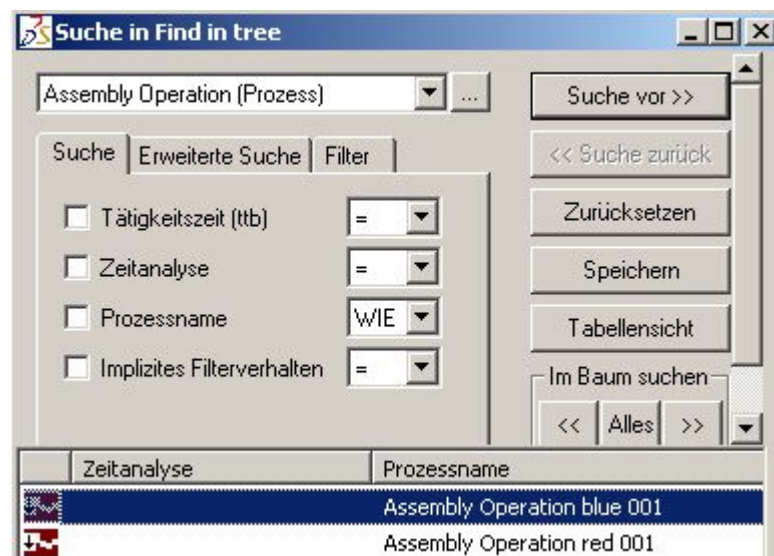 Suche in Find in tree
Assembly Operation (Prozess)
...
Suche vor >>
Suche
Erweiterte Suche
Filter
<< Suche zurück
Tätigkeitszeit (ttb)
=
Zurücksetzen
Zeitanalyse
=
Speichern
Prozessname
WIE
Tabellensicht
Implizites Filterverhalten
=
Im Baum suchen
<<
Alles
>>
Zeitanalyse
Prozessname
Assembly Operation blue 001
Assembly Operation red 001